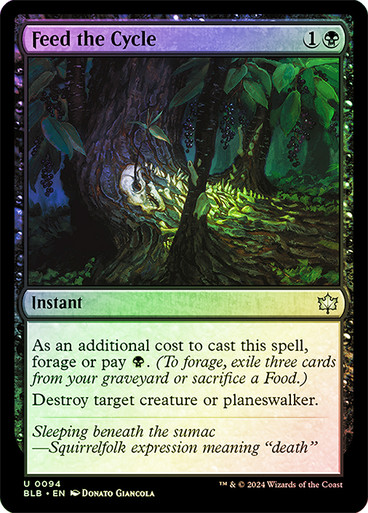 Feed the Cycle 1
Instant
As an additional cost to cast this spell,
forage or pay . (To forage, exile three cards
from your graveyard or sacrifice a Food.)
Destroy target creature or planeswalker.
Sleeping beneath the sumac
—Squirrelfolk expression meaning “death”
U 0094
BLB • EN Donato Giancola
™ & © 2024 Wizards of the Coast